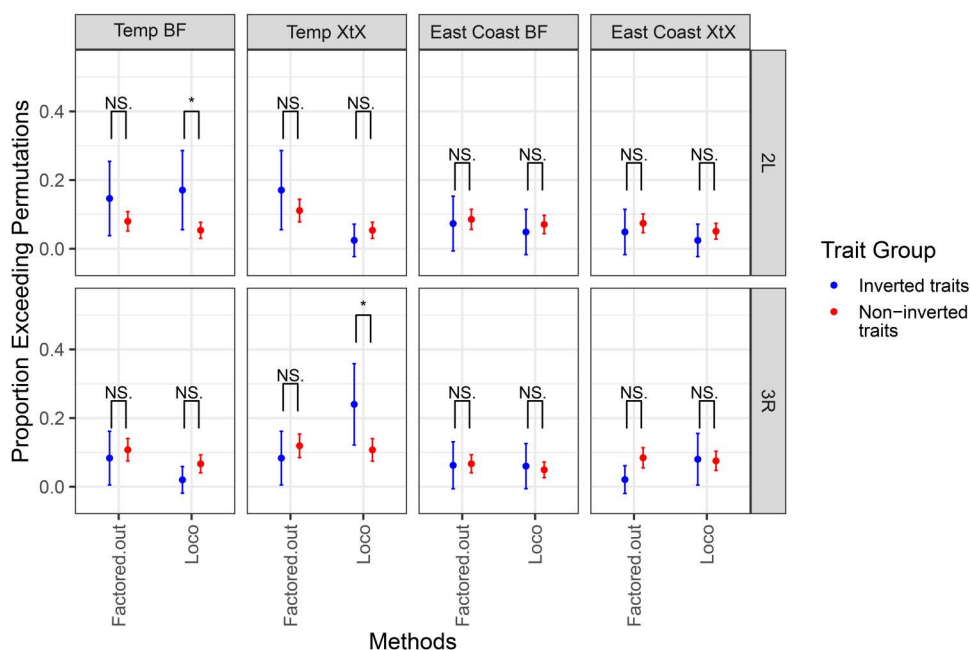 Temp BF
Temp XtX
East Coast BF
East Coast XtX
Proportion Exceeding Permutations
0.4
0.2
0.0
NS.
*
NS.
NS.
NS.
NS.
NS.
NS.
2L
0.4
0.2
0.0
NS.
NS.
NS.
*
NS.
NS.
NS.
NS.
3R
Factored.out
Loco
Factored.out
Loco
Factored.out
Loco
Factored.out
Loco
Methods
Trait Group
Inverted traits
Non−inverted
traits